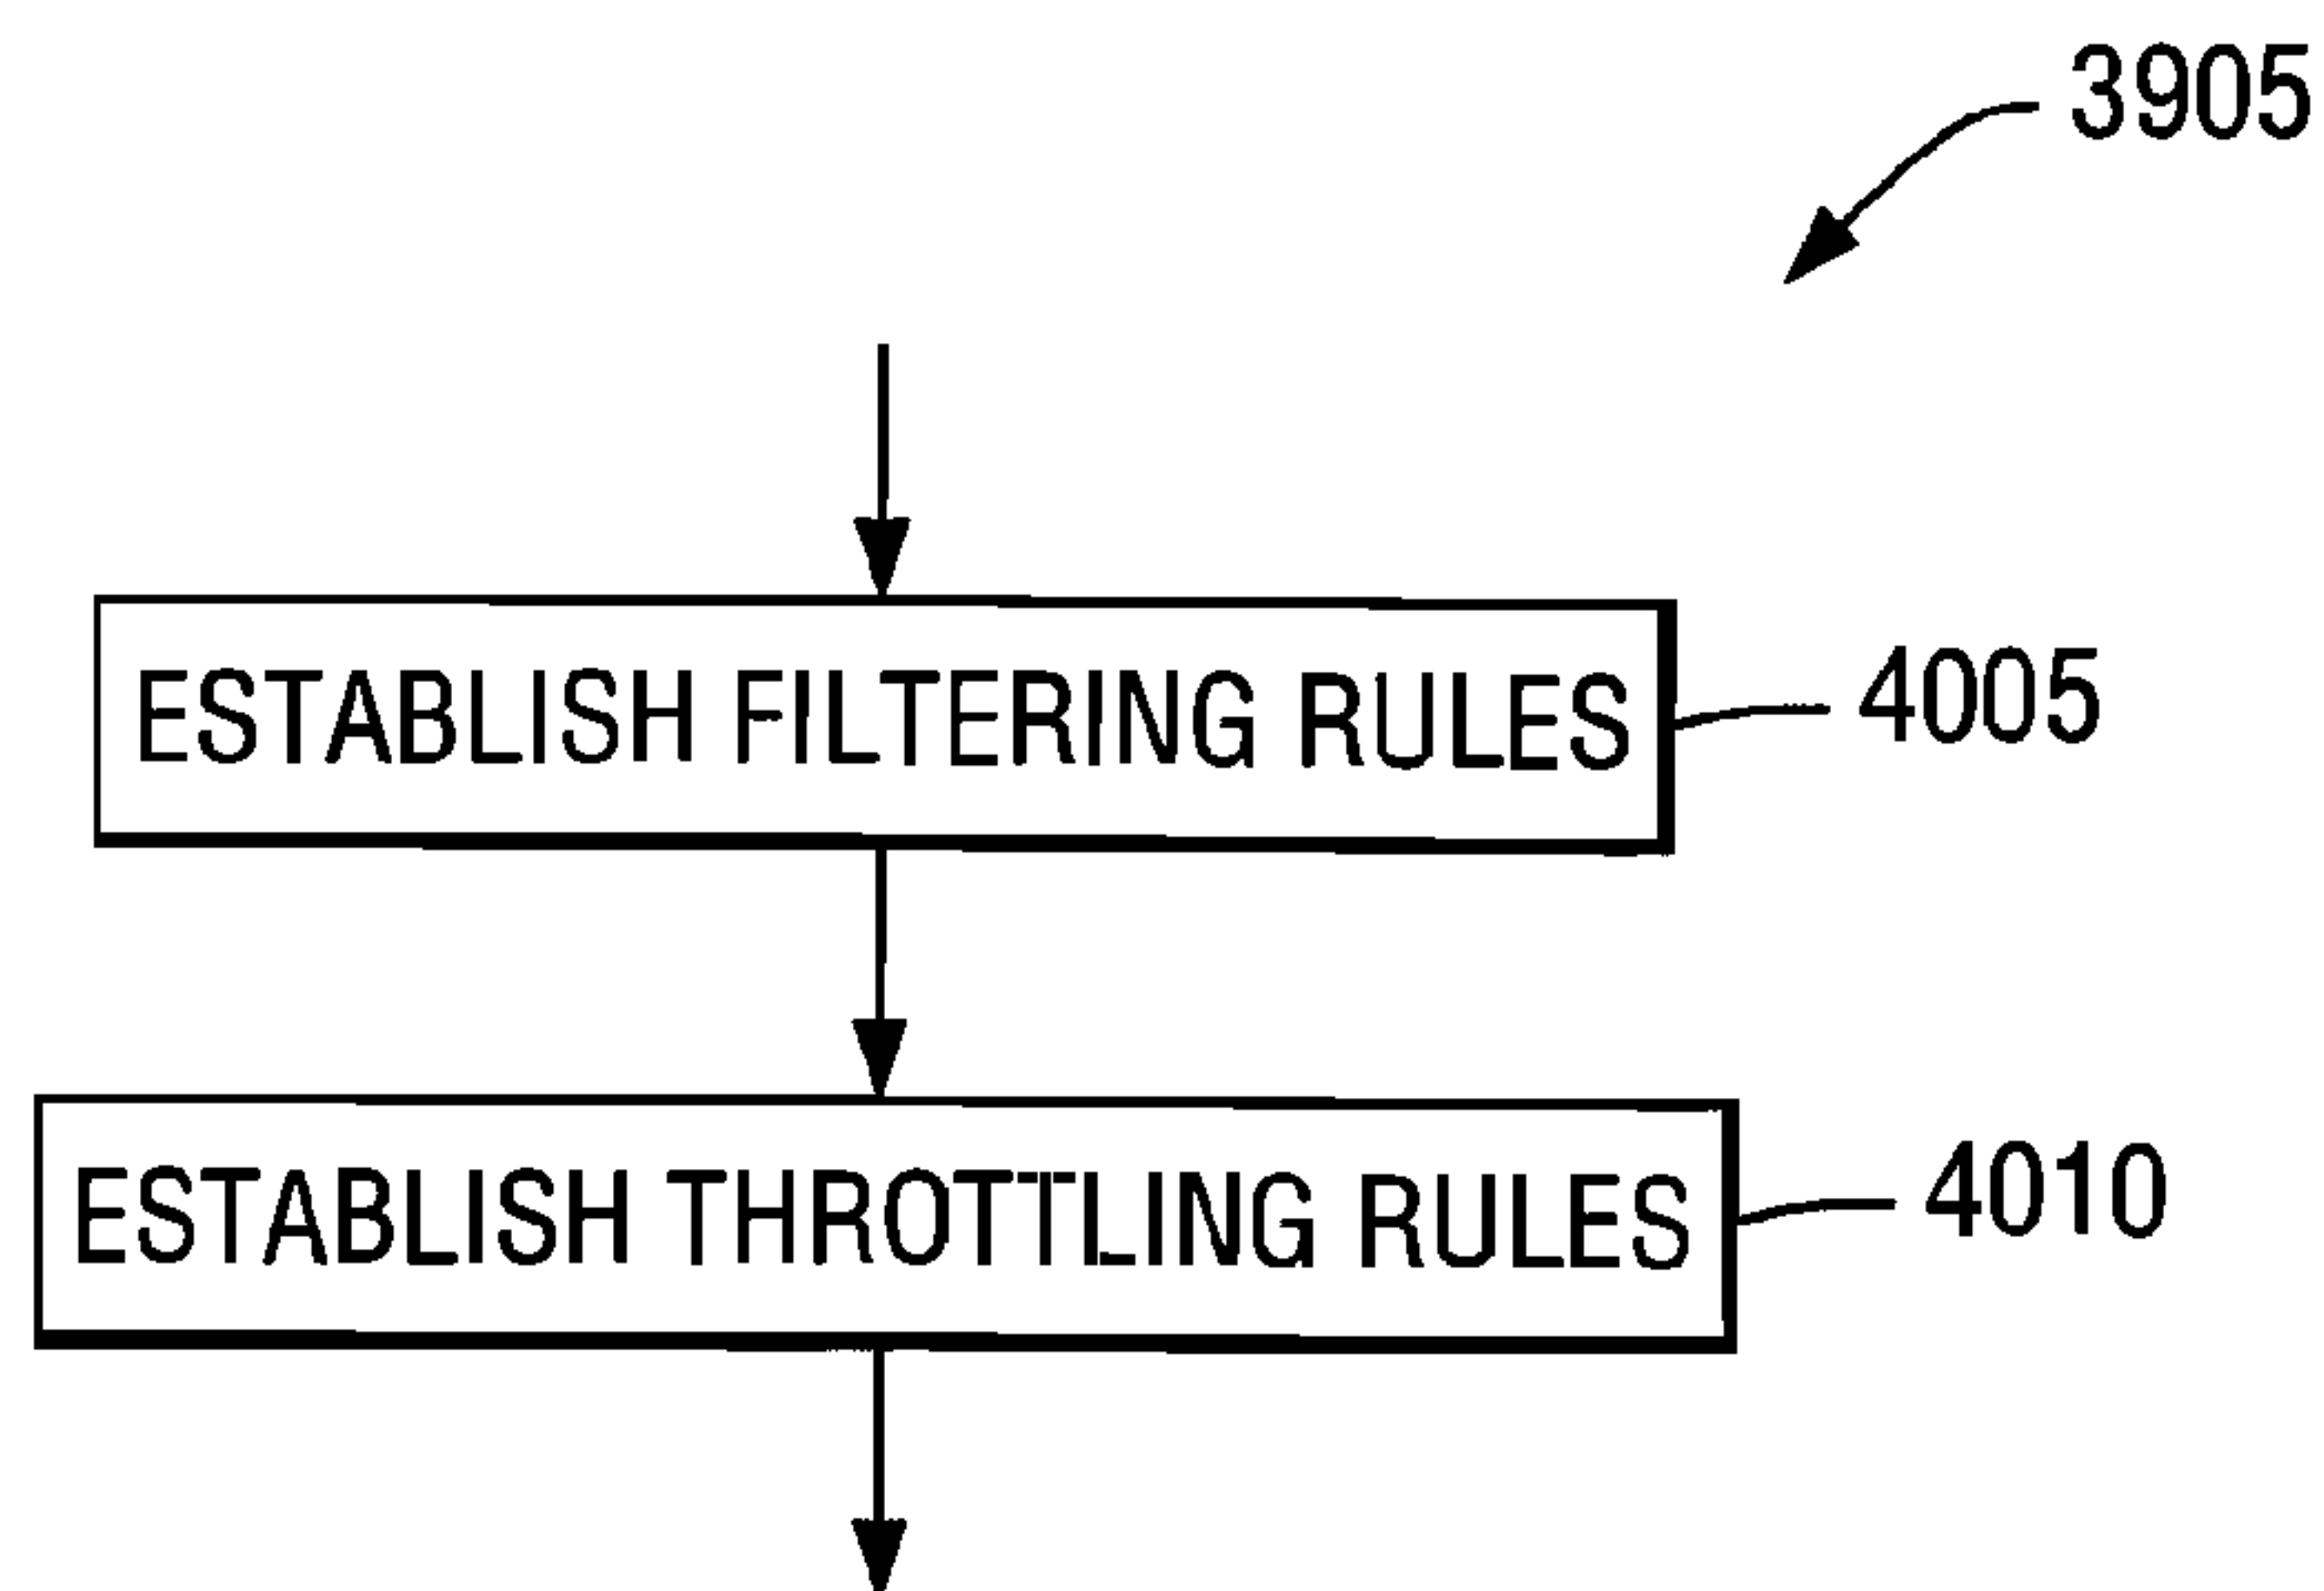 3905
ESTABLISH FILTERING RULES
4005
ESTABLISH THROTTLING RULES
4010